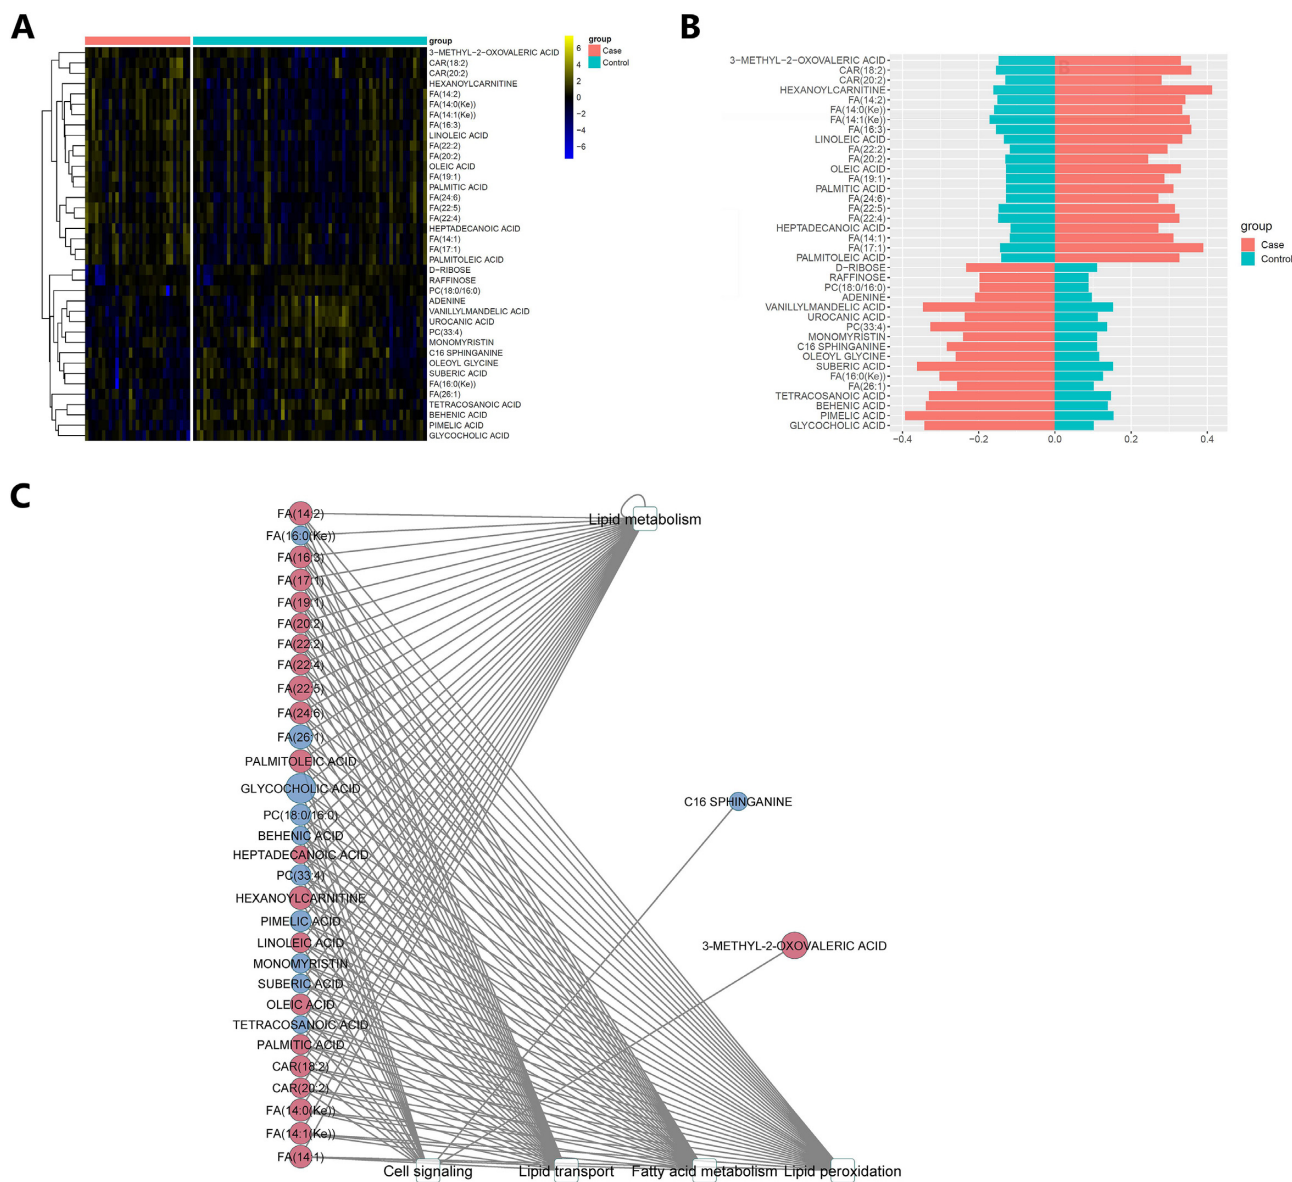 A
group
3-METHYL-2-OXOVALERIC ACID
CAR(18:2)
CAR(20:2)
HEXANOYLCARNITINE
FA(14:2)
FA(14:0(Ke))
FA(14:1(Ke))
FA(16:3)
LINOLEIC ACID
FA(22:2)
FA(20:2)
OLEIC ACID
FA(19:1)
PALMITIC ACID
FA(24:6)
FA(22:5)
FA(22:4)
HEPTADECANOIC ACID
FA(14:1)
FA(17:1)
PALMITOLEIC ACID
D-RIBOSE
RAFFINOSE
PC(18:0/16:0)
ADENINE
VANILLYLMANDELIC ACID
UROCANIC ACID
PC(33:4)
MONOMYRISTIN
C16 SPHINGANINE
OLEOYL GLYCINE
SUBERIC ACID
FA(16:0(Ke))
FA(26:1)
TETRACOSANOIC ACID
BEHENIC ACID
PIMELIC ACID
GLYCOCHOLIC ACID
6
4
2
0
−2
−4
−6
group
Case
Control
B
3-METHYL-2-OXOVALERIC ACID
CAR(18:2)
CAR(20:2)
HEXANOYLCARNITINE
FA(14:2)
FA(14:0(Ke))
FA(14:1(Ke))
FA(16:3)
LINOLEIC ACID
FA(22:2)
FA(20:2)
OLEIC ACID
FA(19:1)
PALMITIC ACID
FA(24:6)
FA(22:5)
FA(22:4)
HEPTADECANOIC ACID
FA(14:1)
FA(17:1)
PALMITOLEIC ACID
D-RIBOSE
RAFFINOSE
PC(18:0/16:0)
ADENINE
VANILLYLMANDELIC ACID
UROCANIC ACID
PC(33:4)
MONOMYRISTIN
C16 SPHINGANINE
OLEOYL GLYCINE
SUBERIC ACID
FA(16:0(Ke))
FA(26:1)
TETRACOSANOIC ACID
BEHENIC ACID
PIMELIC ACID
GLYCOCHOLIC ACID
−0.4 −0.2 0.0 0.2 0.4
group
Case
Control
C
FA(14:2)
FA(16:0(Ke))
FA(16:3)
FA(17:1)
FA(19:1)
FA(20:2)
FA(22:2)
FA(22:4)
FA(22:5)
FA(24:6)
FA(26:1)
PALMITOLEIC ACID
GLYCOCHOLIC ACID
PC(18:0/16:0)
BEHENIC ACID
HEPTADECANOIC ACID
PC(33:4)
HEXANOYLCARNITINE
PIMELIC ACID
LINOLEIC ACID
MONOMYRISTIN
SUBERIC ACID
OLEIC ACID
TETRACOSANOIC ACID
PALMITIC ACID
CAR(18:2)
CAR(20:2)
FA(14:0(Ke))
FA(14:1(Ke))
FA(14:1)
Lipid metabolism
C16 SPHINGANINE
3-METHYL-2-OXOVALERIC ACID
Cell signaling Lipid transport Fatty acid metabolism Lipid peroxidation